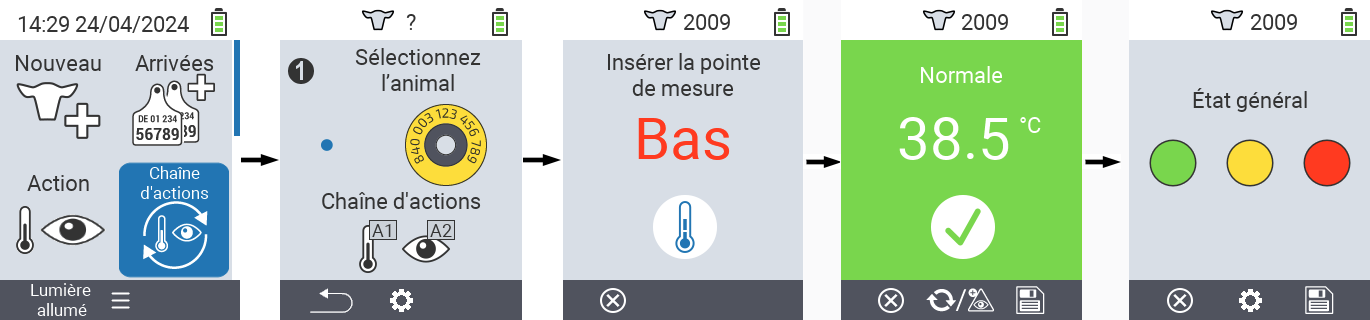 14:29 24/04/2024
Nouveau
Arrivées
DE 01 234
56789
234
89
Action
Chaîne
d'actions
Lumière
allumé
?
1
Sélectionnez
l’animal
840 003 123 456 789
Chaîne d'actions
A1
A2
2009
Insérer la pointe
de mesure
Bas
2009
Normale
38.5 °C
2009
État général